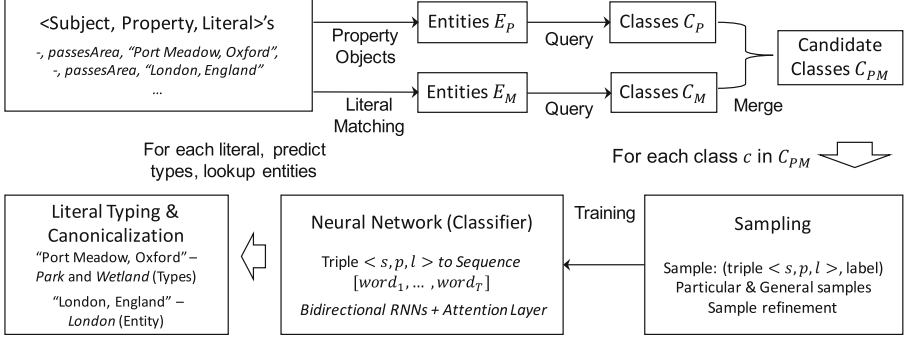 <Subject, Property, Literal>'s
-, passesArea, “Port Meadow, Oxford”,
-, passesArea, “London, England”
...
Property
Objects
Entities E_P
Query
Classes C_P
Literal
Matching
Entities E_M
Query
Classes C_M
Merge
Candidate
Classes C_PM
For each literal, predict
types, lookup entities
For each class c in C_PM
Literal Typing &
Canonicalization
“Port Meadow, Oxford” –
Park and Wetland (Types)
“London, England” –
London (Entity)
Neural Network (Classifier)
Triple < s, p, l > to Sequence
[word_1, … , word_T]
Bidirectional RNNs + Attention Layer
Training
Sampling
Sample: (triple < s, p, l >, label)
Particular & General samples
Sample refinement